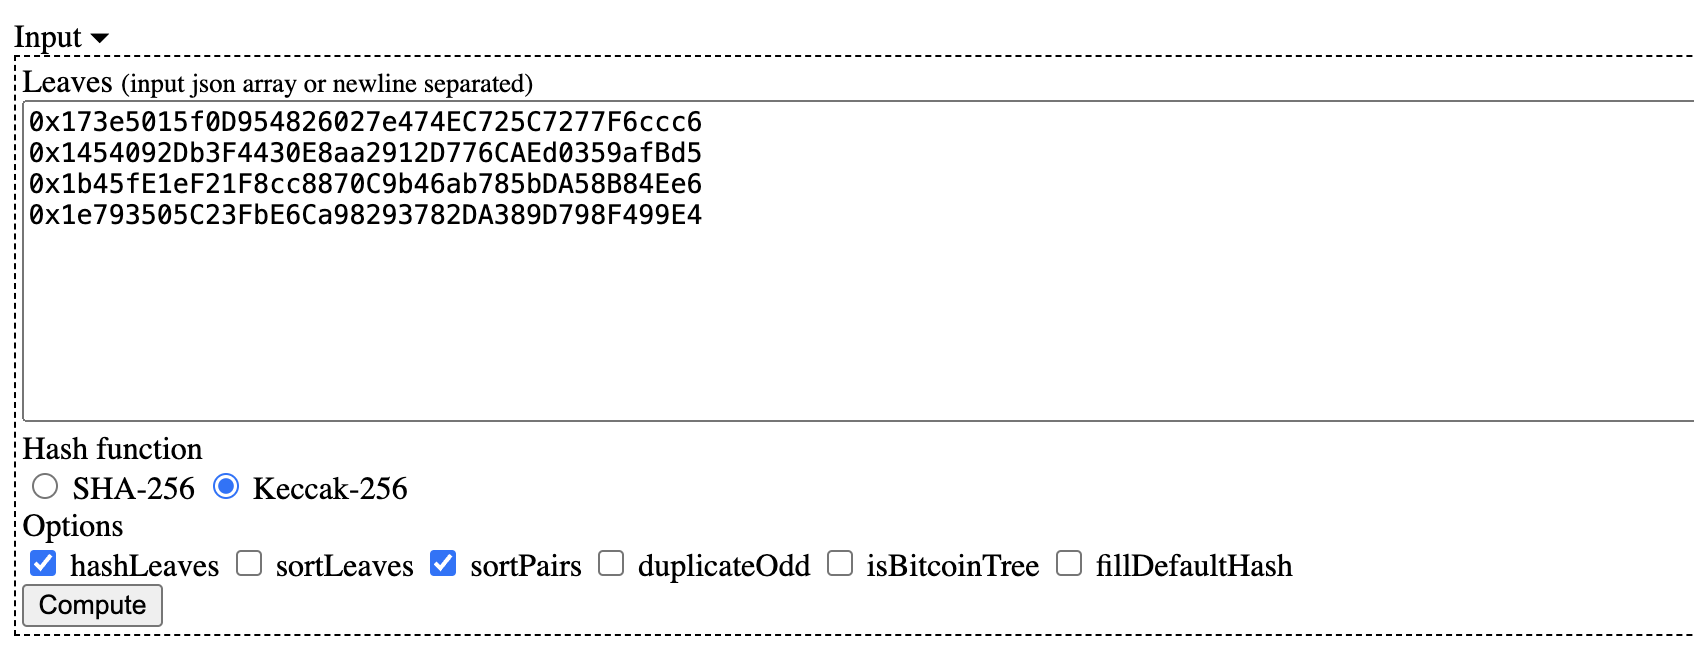 Input
Leaves (input json array or newline separated)
0x173e5015f0D954826027e474EC725C7277F6ccc6
0x1454092Db3F4430E8aa2912D776CAEd0359afBd5
0x1b45fE1eF21F8cc8870C9b46ab785bDA58B84Ee6
0x1e793505C23FbE6Ca98293782DA389D798F499E4
Hash function
SHA-256 Keccak-256
Options
hashLeaves sortLeaves sortPairs duplicateOdd isBitcoinTree fillDefaultHash
Compute